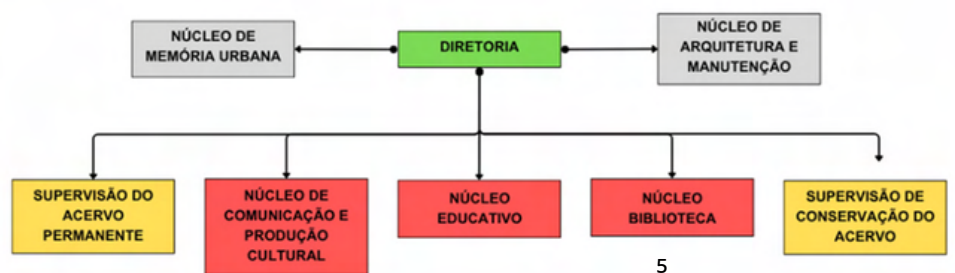 NÚCLEO DE
MEMÓRIA URBANA
DIRETORIA
NÚCLEO DE
ARQUITETURA E
MANUTENÇÃO
SUPERVISÃO DO
ACERVO
PERMANENTE
NÚCLEO DE
COMUNICAÇÃO E
PRODUÇÃO
CULTURAL
NÚCLEO
EDUCATIVO
NÚCLEO
BIBLIOTECA
SUPERVISÃO DE
CONSERVAÇÃO DO
ACERVO
5